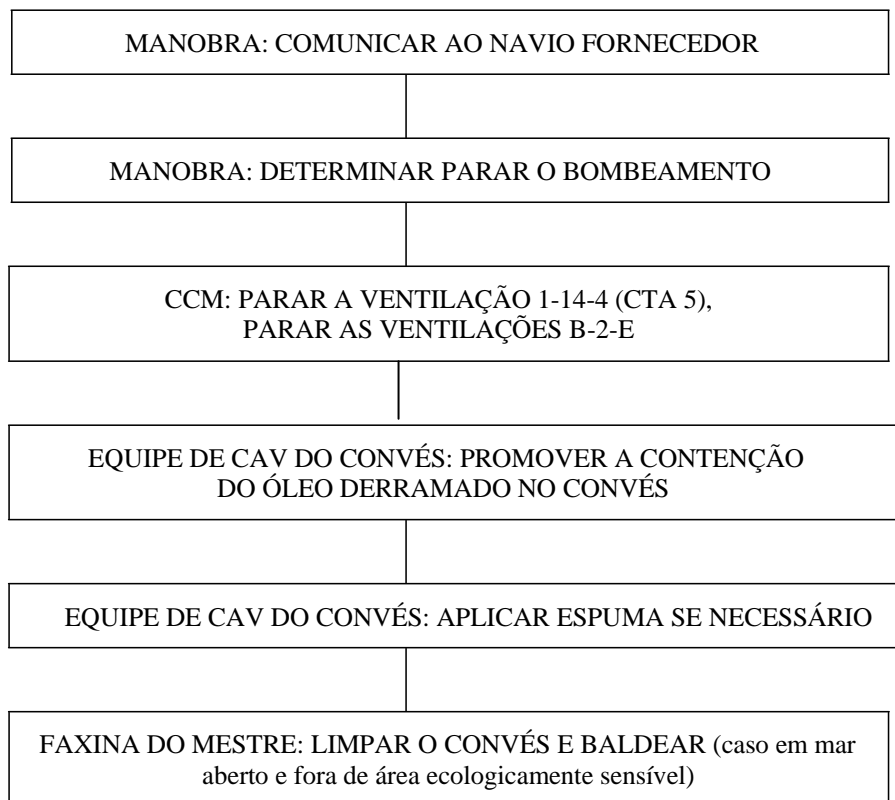 MANOBRA: COMUNICAR AO NAVIO FORNECEDOR
MANOBRA: DETERMINAR PARAR O BOMBEAMENTO
CCM: PARAR A VENTILAÇÃO 1-14-4 (CTA 5),
PARAR AS VENTILAÇÕES B-2-E
EQUIPE DE CAV DO CONVÉS: PROMOVER A CONTENÇÃO
DO ÓLEO DERRAMADO NO CONVÉS
EQUIPE DE CAV DO CONVÉS: APLICAR ESPUMA SE NECESSÁRIO
FAXINA DO MESTRE: LIMPAR O CONVÉS E BALDEAR (caso em mar
aberto e fora de área ecologicamente sensível)